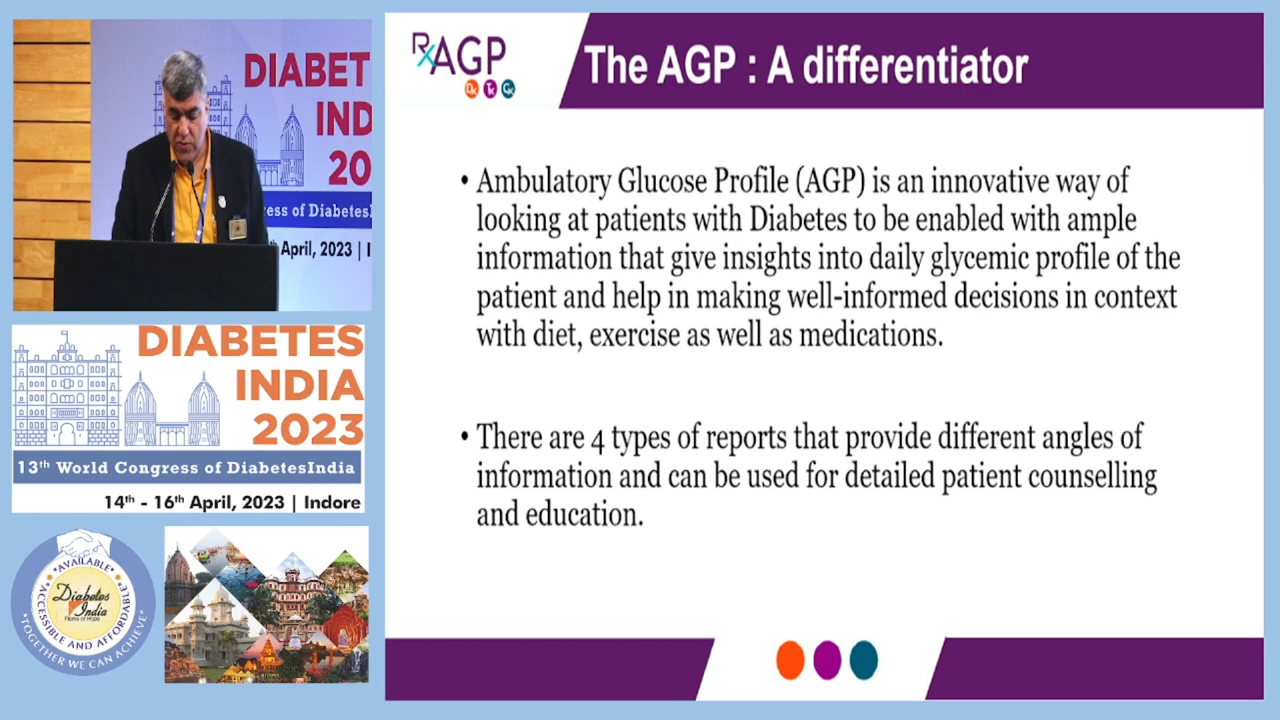 DIABET
IND
20
ess of DiabetesI
April, 2023 | I
DIABETES
INDIA
2023
13th World Congress of DiabetesIndia
14th - 16th April, 2023 | Indore
*AVAILABLE*
ACCESSIBLE AND AFFORDABLE
*TOGETHER WE CAN ACHIEVE*
Diabetes
India
RxAGP
The AGP : A differentiator
• Ambulatory Glucose Profile (AGP) is an innovative way of
looking at patients with Diabetes to be enabled with ample
information that give insights into daily glycemic profile of the
patient and help in making well-informed decisions in context
with diet, exercise as well as medications.
• There are 4 types of reports that provide different angles of
information and can be used for detailed patient counselling
and education.